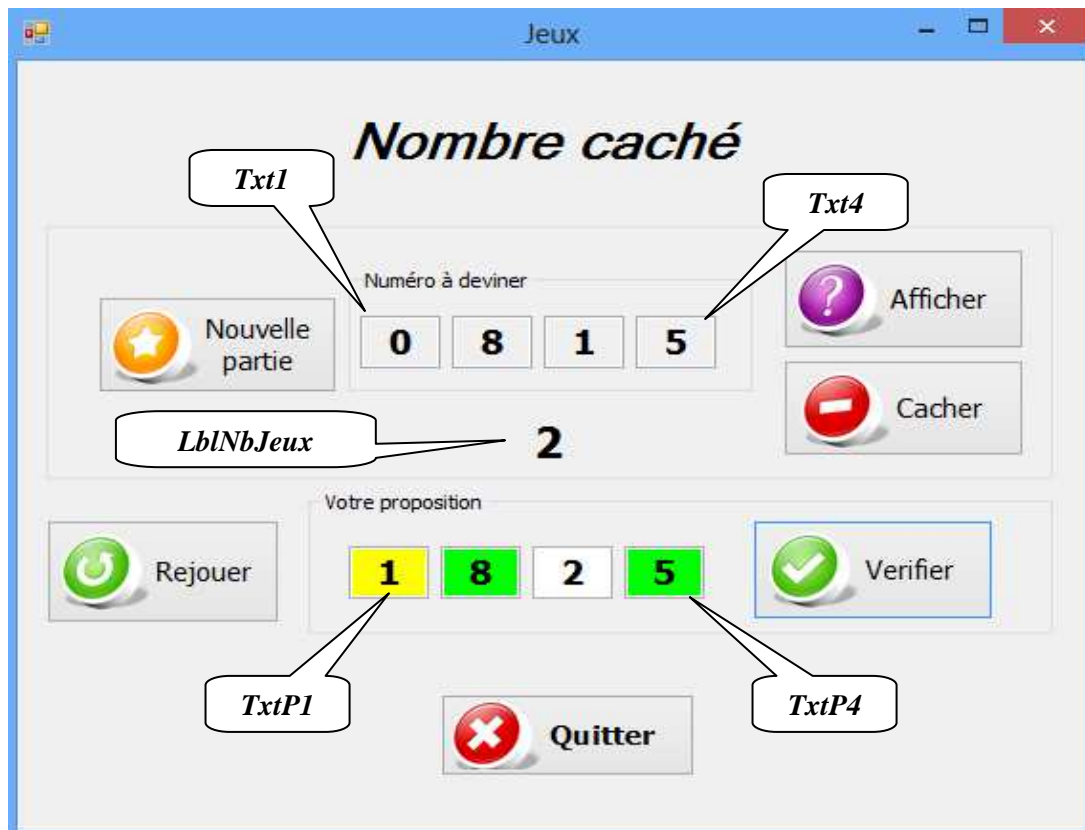 Jeux
Nombre caché
Txt1
Txt4
Numéro à deviner
Nouvelle
partie
0 8 1 5
Afficher
Cacher
LblNbJeux
2
Votre proposition
Rejouer
1 8 2 5
Verifier
TxtP1
TxtP4
Quitter